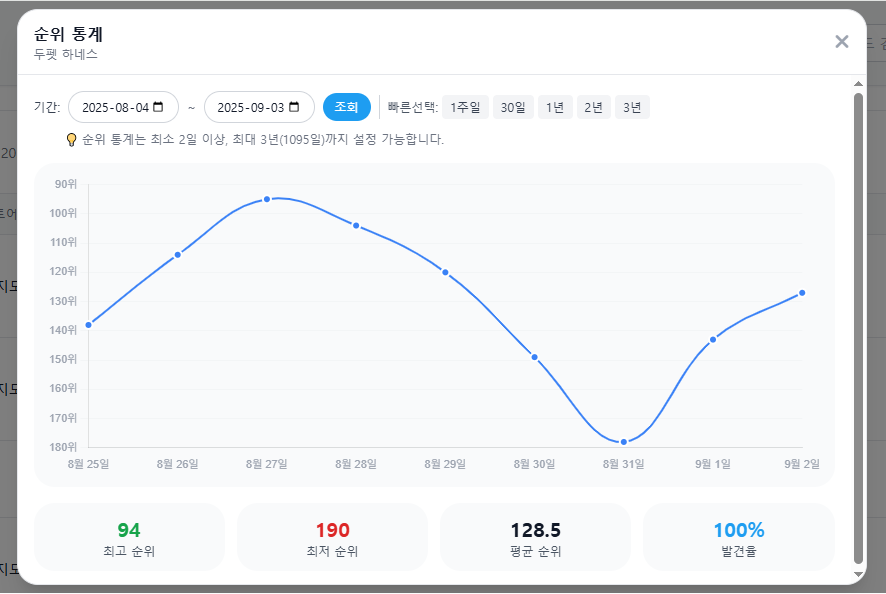 순위 통계
두펫 하네스
기간: 2025-08-04 ~ 2025-09-03 조회 빠른선택: 1주일 30일 1년 2년 3년
💡 순위 통계는 최소 2일 이상, 최대 3년(1095일)까지 설정 가능합니다.
90위
100위
110위
120위
130위
140위
150위
160위
170위
180위
8월 25일 8월 26일 8월 27일 8월 28일 8월 29일 8월 30일 8월 31일 9월 1일 9월 2일
94 190 128.5 100%
최고 순위 최저 순위 평균 순위 발견율